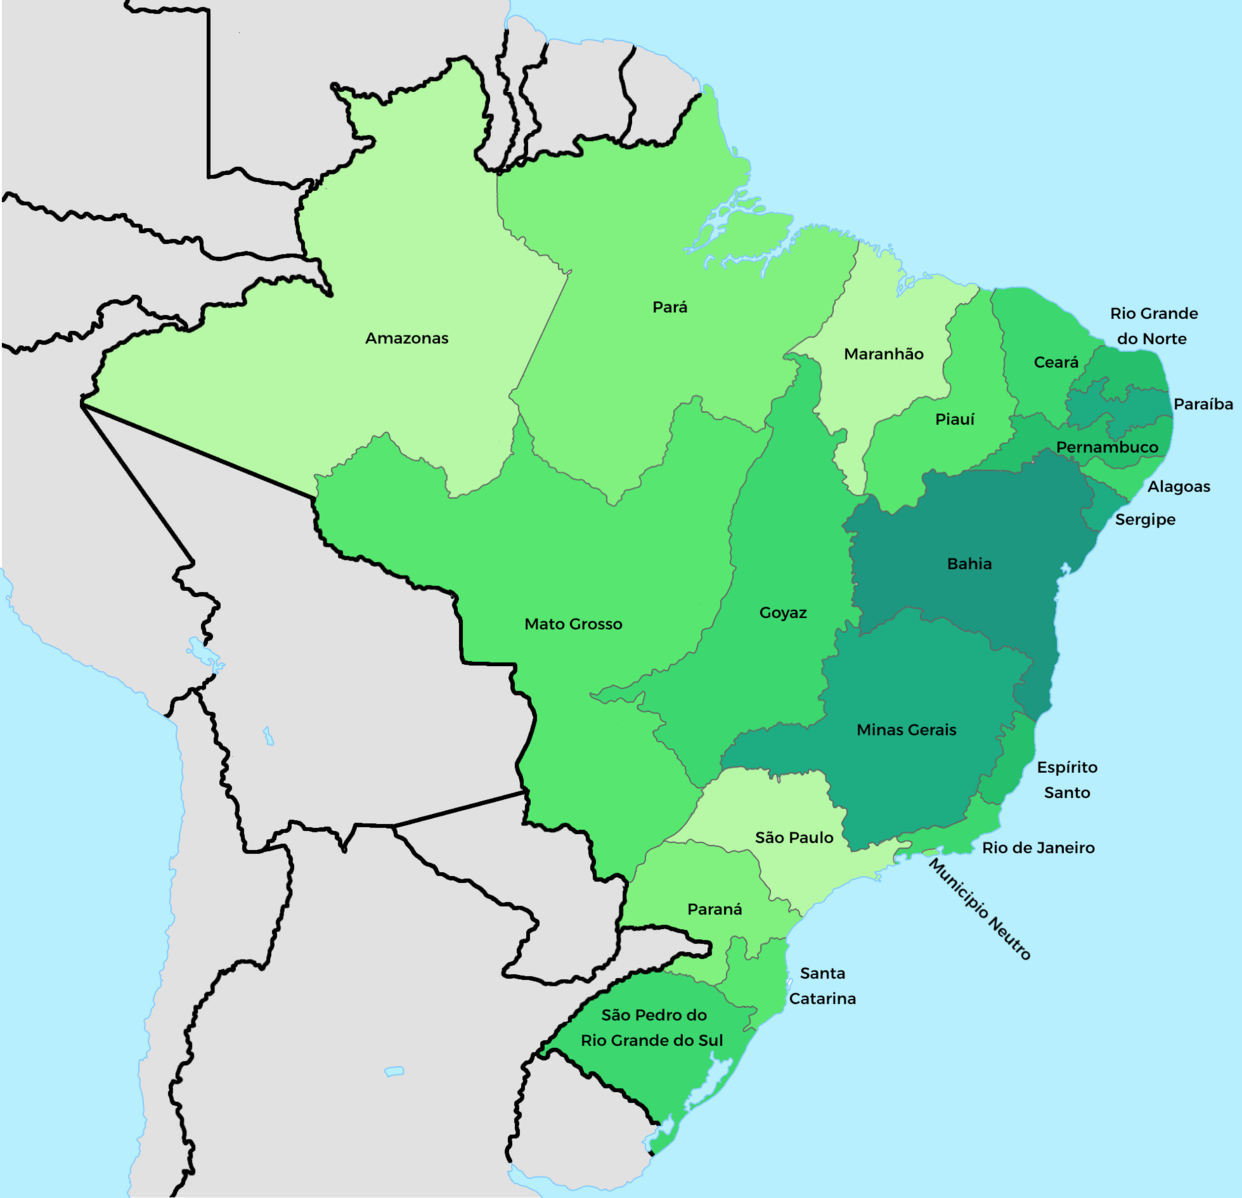 Pará
Rio Grande
do Norte
Amazonas
Maranhão
Ceará
Paraíba
Piauí
Pernambuco
Alagoas
Sergipe
Bahia
Goyaz
Mato Grosso
Minas Gerais
Espírito
Santo
São Paulo
Rio de Janeiro
Municipio Neutro
Paraná
Santa
Catarina
São Pedro do
Rio Grande do Sul